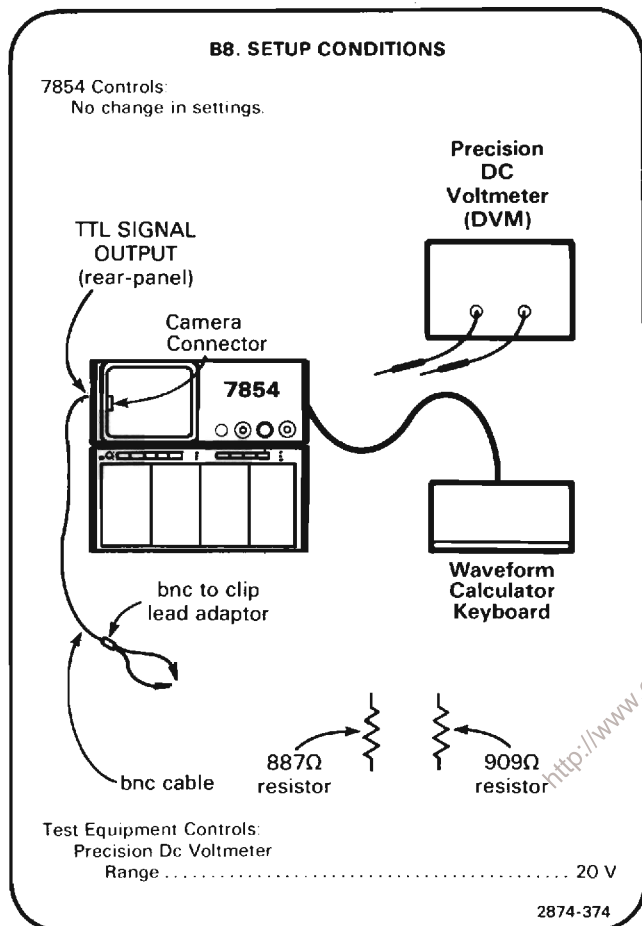 B8. SETUP CONDITIONS
7854 Controls:
No change in settings.
Precision
DC
Voltmeter
(DVM)
TTL SIGNAL
OUTPUT
(rear-panel)
Camera
Connector
7854
Waveform
Calculator
Keyboard
bnc to clip
lead adaptor
bnc cable
887Ω
resistor
909Ω
resistor
http://www.
Test Equipment Controls:
Precision Dc Voltmeter
Range ............................................. 20 V
2874-374